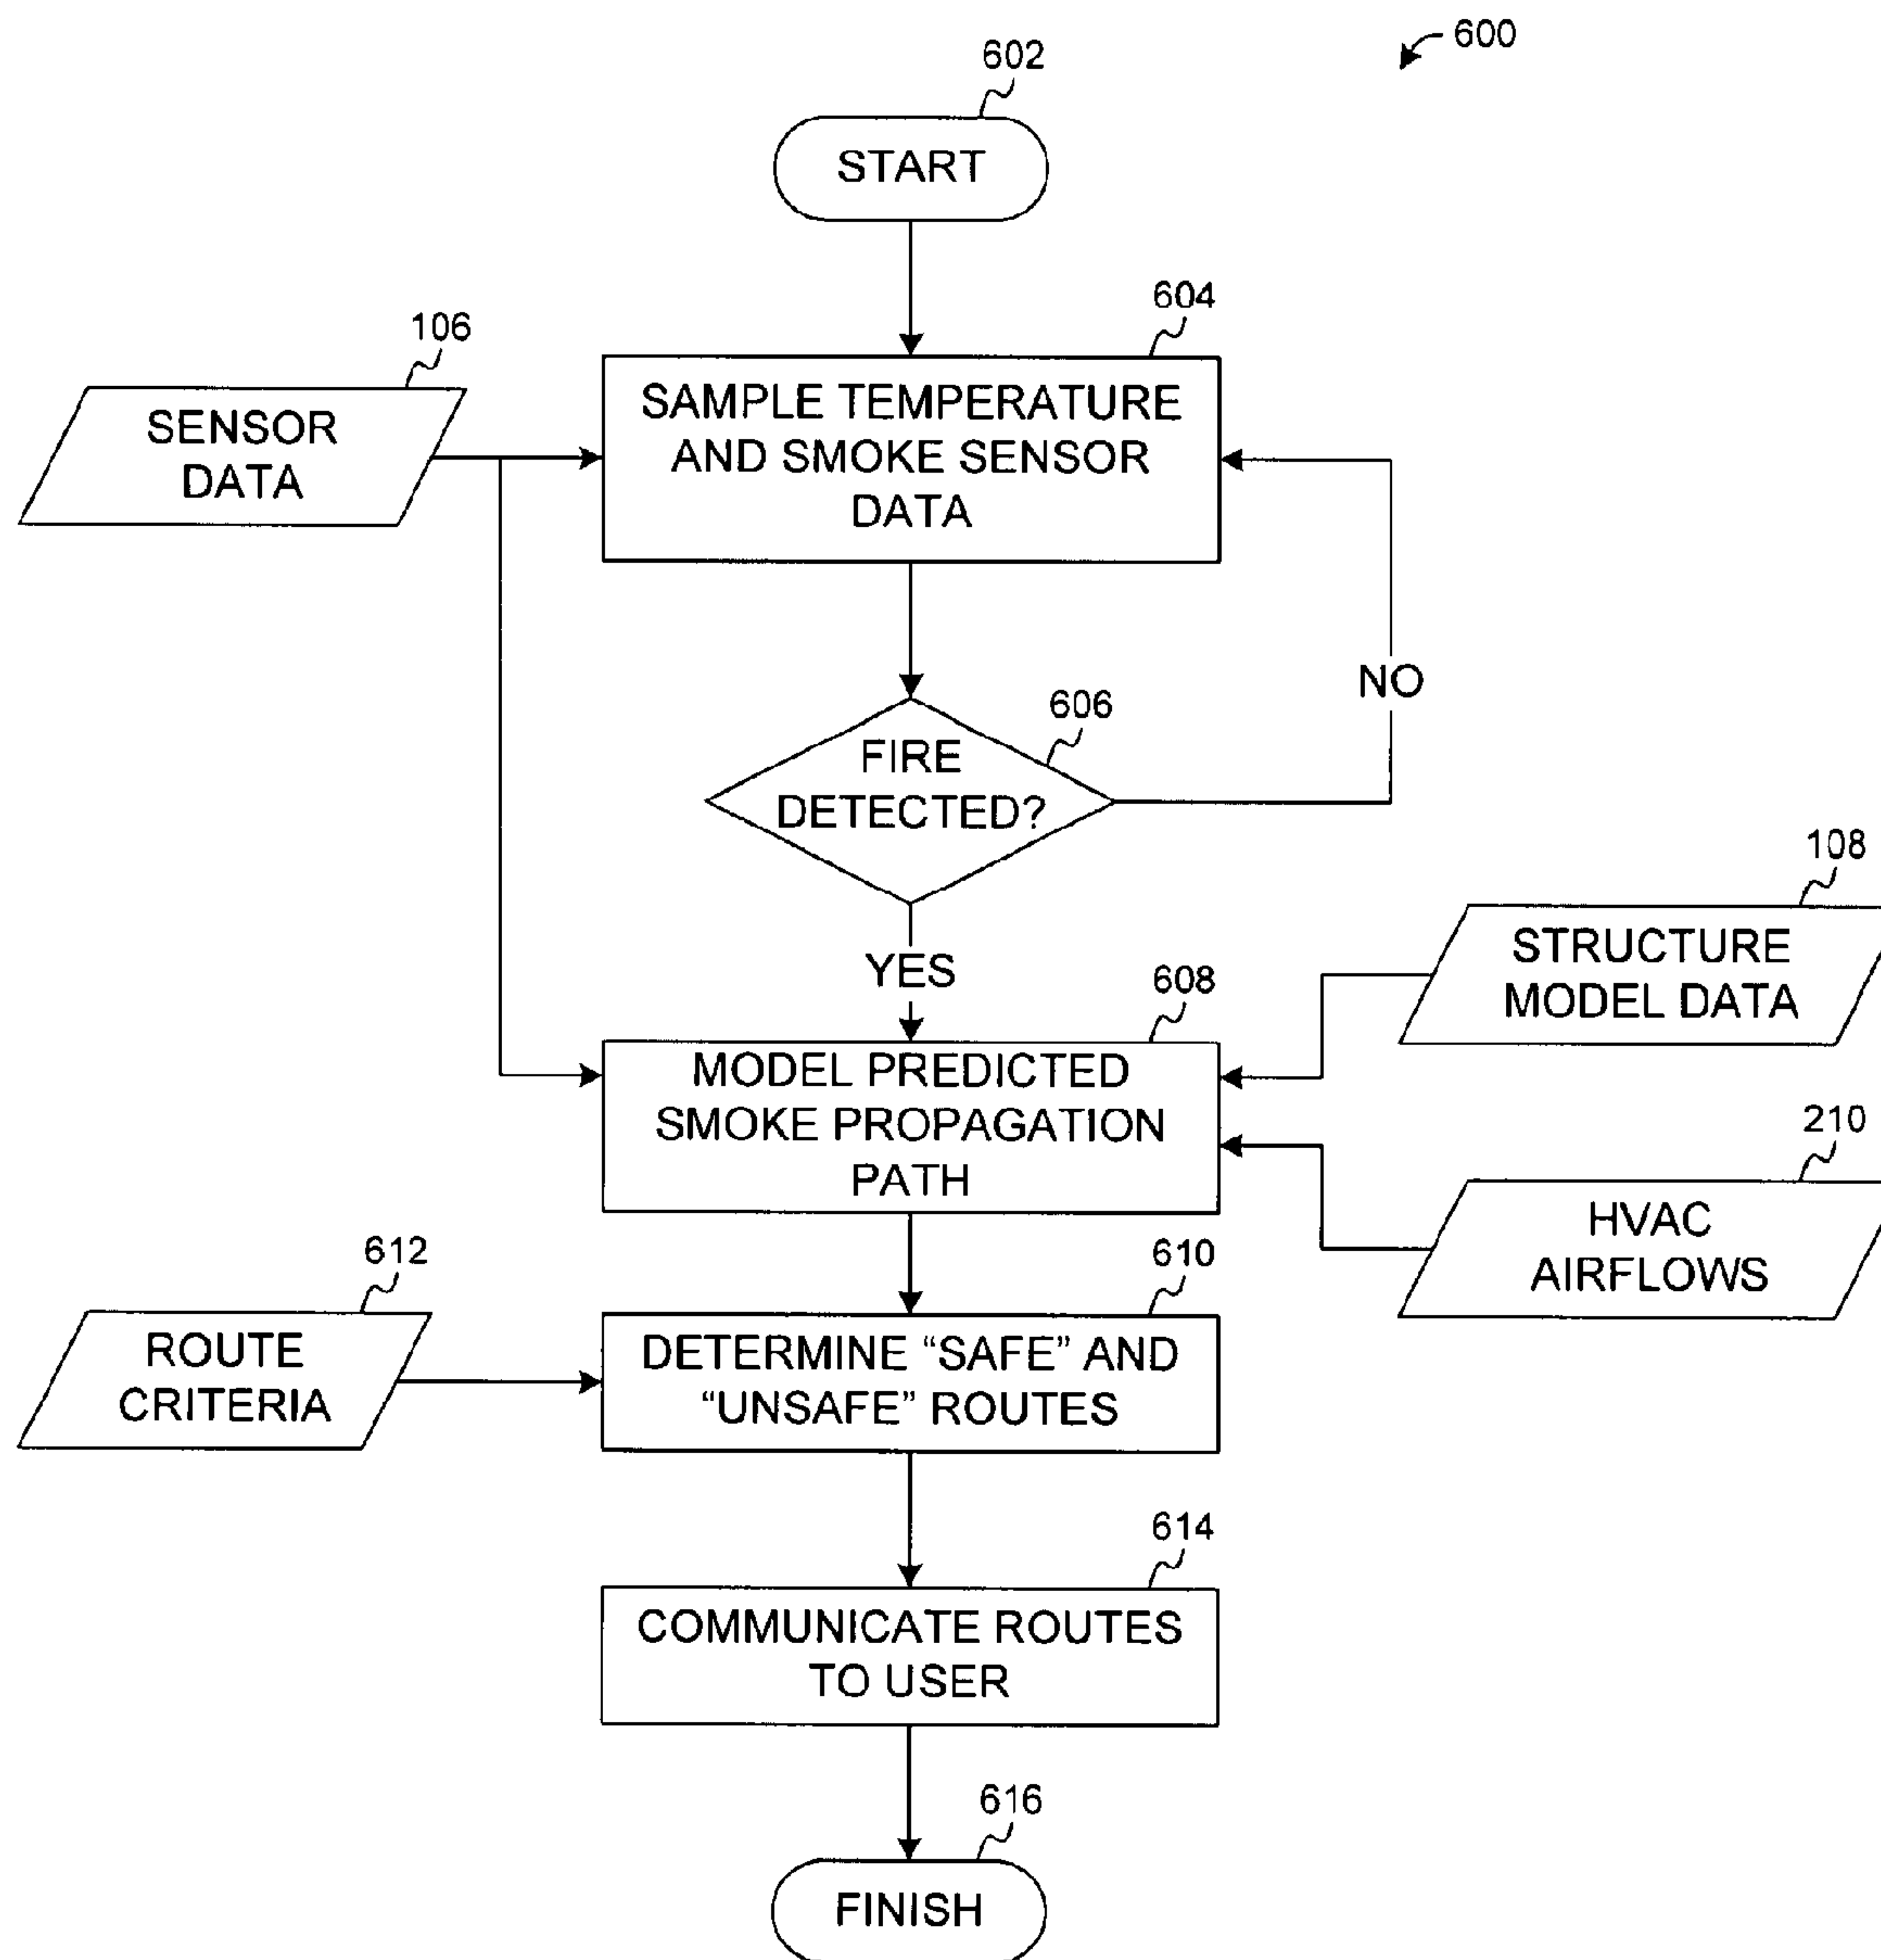 600
602
START
604
106
SAMPLE TEMPERATURE
AND SMOKE SENSOR
DATA
SENSOR
DATA
NO
606
FIRE
DETECTED?
108
STRUCTURE
MODEL DATA
YES
608
MODEL PREDICTED
SMOKE PROPAGATION
PATH
210
HVAC
AIRFLOWS
612
610
ROUTE
CRITERIA
DETERMINE “SAFE” AND
“UNSAFE” ROUTES
614
COMMUNICATE ROUTES
TO USER
616
FINISH